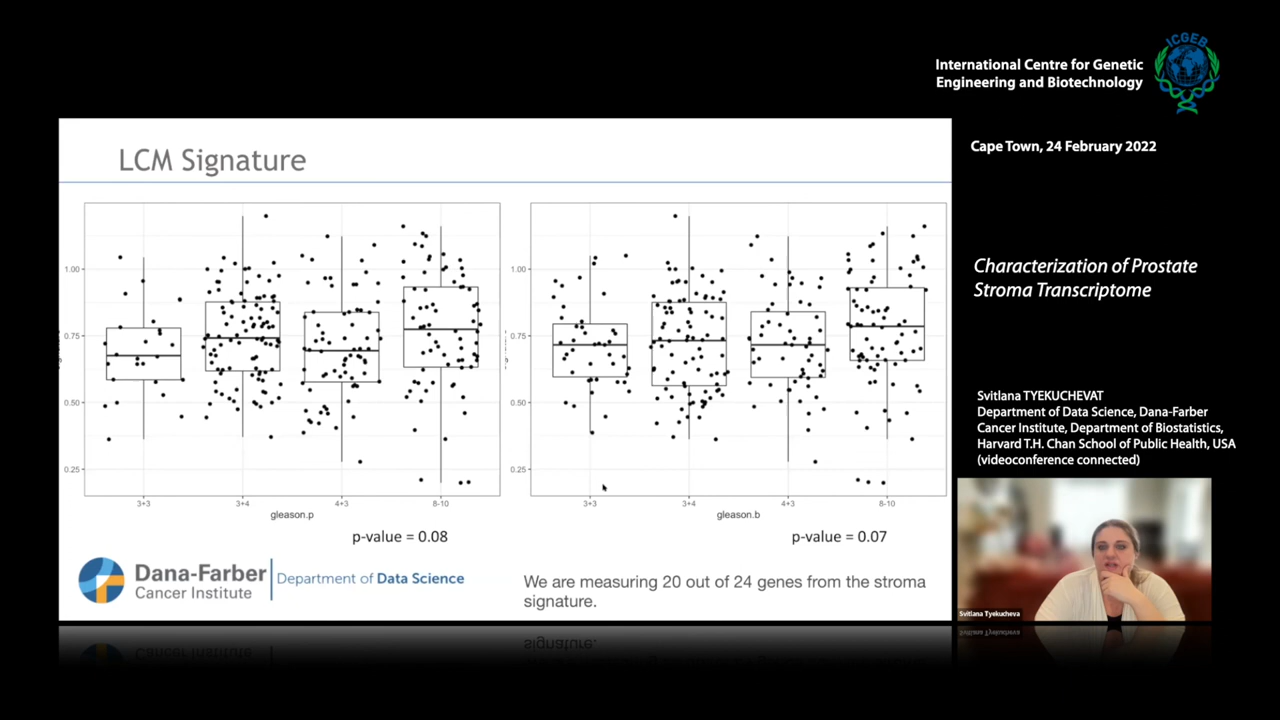 ICGEB
International Centre for Genetic
Engineering and Biotechnology
Cape Town, 24 February 2022
LCM Signature
1.00
0.75
0.50
0.25
3+3
3+4
4+3
8-10
gleason.p
p-value = 0.08
1.00
0.75
0.50
0.25
3+3
3+4
4+3
8-10
gleason.b
p-value = 0.07
Dana-Farber
Cancer Institute
Department of Data Science
We are measuring 20 out of 24 genes from the stroma
signature.
Characterization of Prostate
Stroma Transcriptome
Svitlana TYEKUCHEVAT
Department of Data Science, Dana-Farber
Cancer Institute, Department of Biostatistics,
Harvard T.H. Chan School of Public Health, USA
(videoconference connected)
Svitlana Tyekucheva